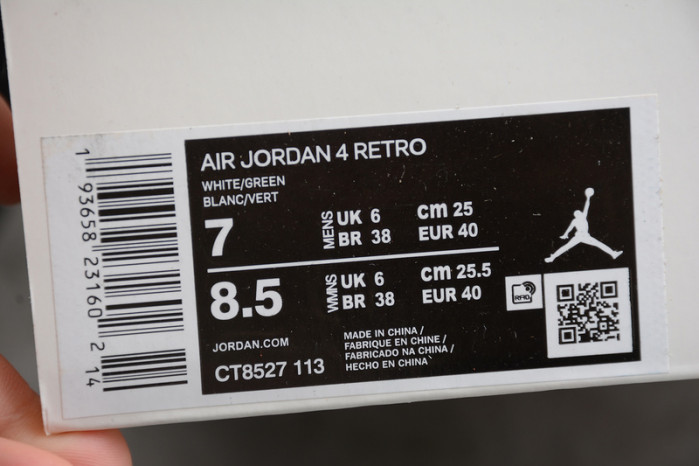 1 93658 23160 2 14
AIR JORDAN 4 RETRO
WHITE/GREEN
BLANC/VERT
7
MENS
UK 6
cm 25
BR 38
EUR 40
8.5
WMNS
UK 6
cm 25.5
BR 38
EUR 40
RFID
JORDAN.COM
CT8527 113
MADE IN CHINA /
FABRIQUE EN CHINE /
FABRICADO NA CHINA /
HECHO EN CHINA